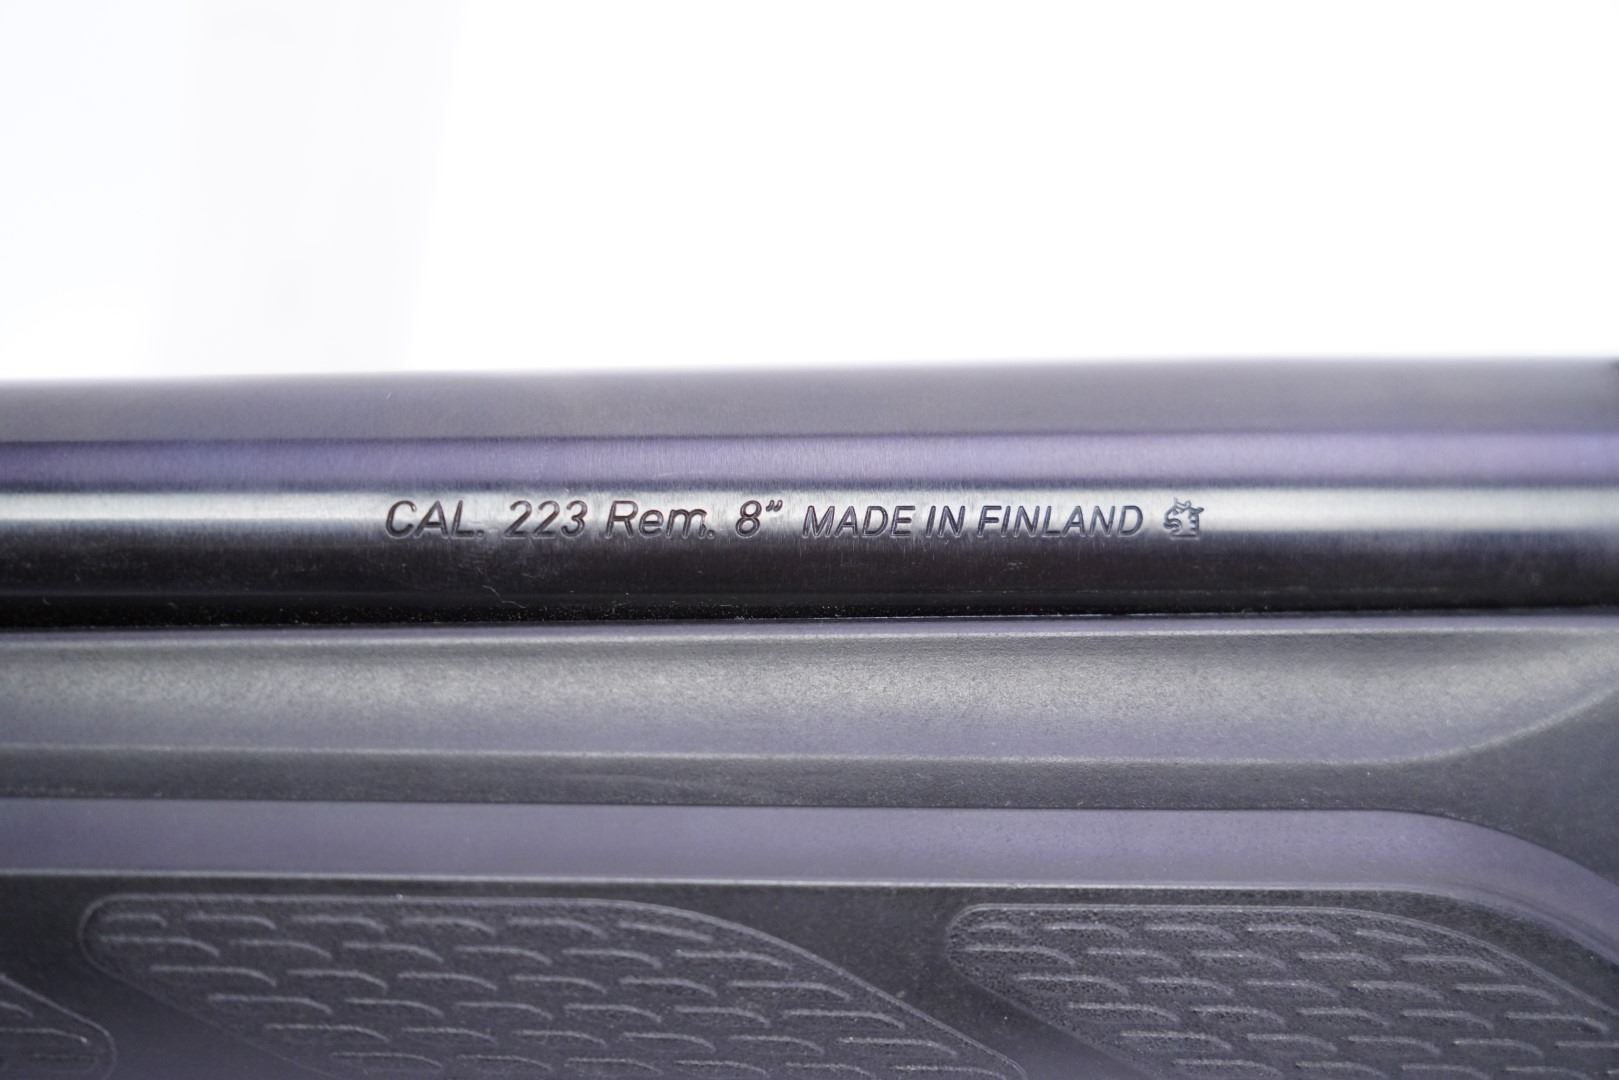 CAL. 223 Rem. 8” MADE IN FINLAND